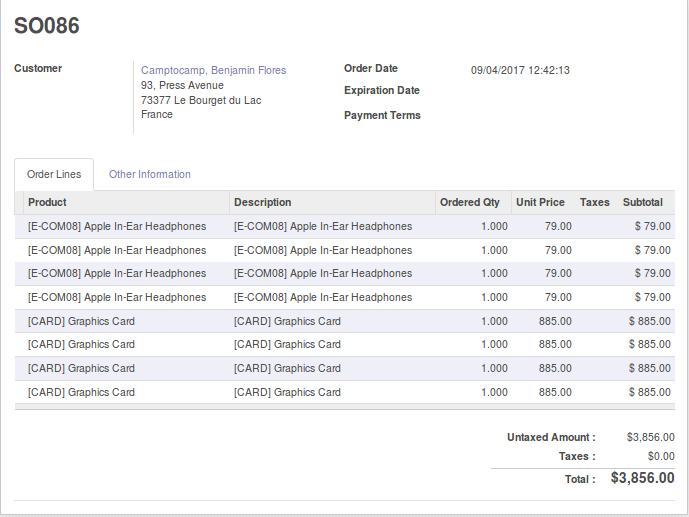 SO086
Customer
Camptocamp, Benjamin Flores
93, Press Avenue
73377 Le Bourget du Lac
France
Order Date 09/04/2017 12:42:13
Expiration Date
Payment Terms
Order Lines Other Information
Product Description Ordered Qty Unit Price Taxes Subtotal
[E-COM08] Apple In-Ear Headphones [E-COM08] Apple In-Ear Headphones 1.000 79.00 $ 79.00
[E-COM08] Apple In-Ear Headphones [E-COM08] Apple In-Ear Headphones 1.000 79.00 $ 79.00
[E-COM08] Apple In-Ear Headphones [E-COM08] Apple In-Ear Headphones 1.000 79.00 $ 79.00
[E-COM08] Apple In-Ear Headphones [E-COM08] Apple In-Ear Headphones 1.000 79.00 $ 79.00
[CARD] Graphics Card [CARD] Graphics Card 1.000 885.00 $ 885.00
[CARD] Graphics Card [CARD] Graphics Card 1.000 885.00 $ 885.00
[CARD] Graphics Card [CARD] Graphics Card 1.000 885.00 $ 885.00
[CARD] Graphics Card [CARD] Graphics Card 1.000 885.00 $ 885.00
Untaxed Amount : $3,856.00
Taxes : $0.00
Total : $3,856.00